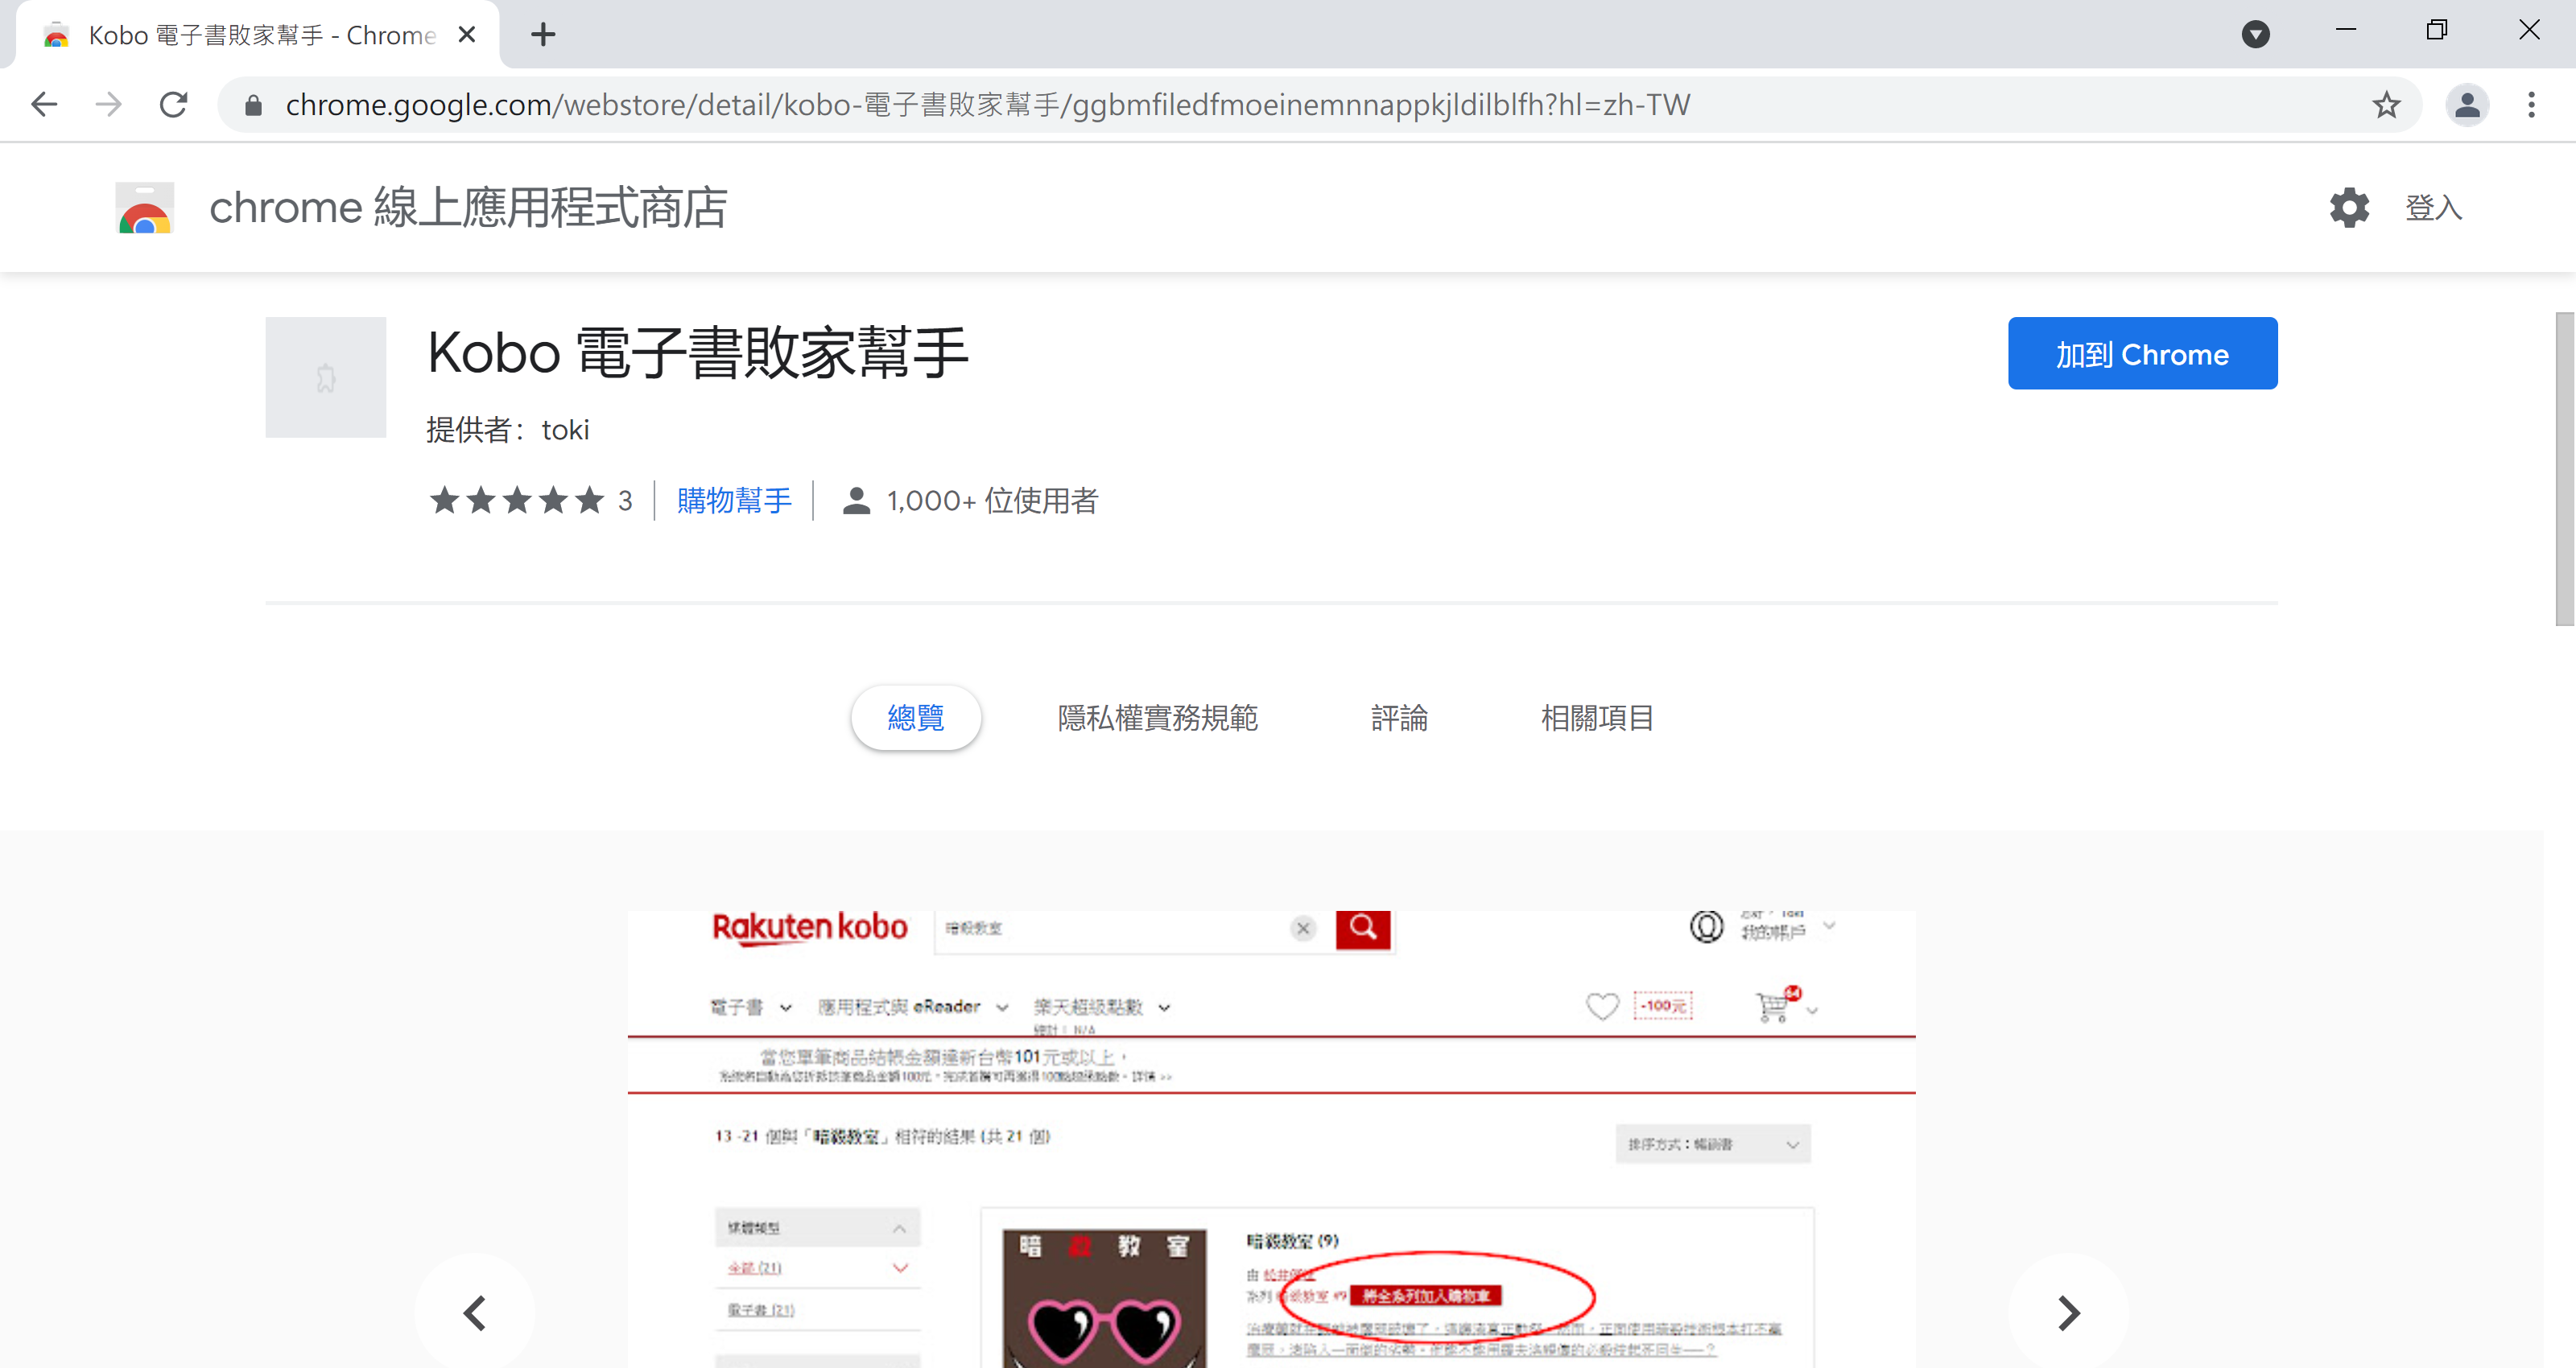 Kobo 電子書敗家幫手 - Chrome
chrome.google.com/webstore/detail/kobo-電子書敗家幫手/ggbmfiledfmoeinemnnappkjldilblfh?hl=zh-TW
chrome 線上應用程式商店
登入
Kobo 電子書敗家幫手
加到 Chrome
提供者：toki
3
購物幫手
1,000+ 位使用者
總覽
隱私權實務規範
評論
相關項目
Rakuten kobo
暗殺教室
我的帳戶
電子書
應用程式與 eReader
樂天超級點數
總計： N/A
-100元
64
當您單筆商品結帳金額達新台幣101元或以上，
13 -21 個與「暗殺教室」相符的結果 (共 21 個)
排序方式：暢銷書
媒體類型
全部 (21)
電子書 (21)
暗殺教室
暗殺教室 (9)
將全系列加入購物車